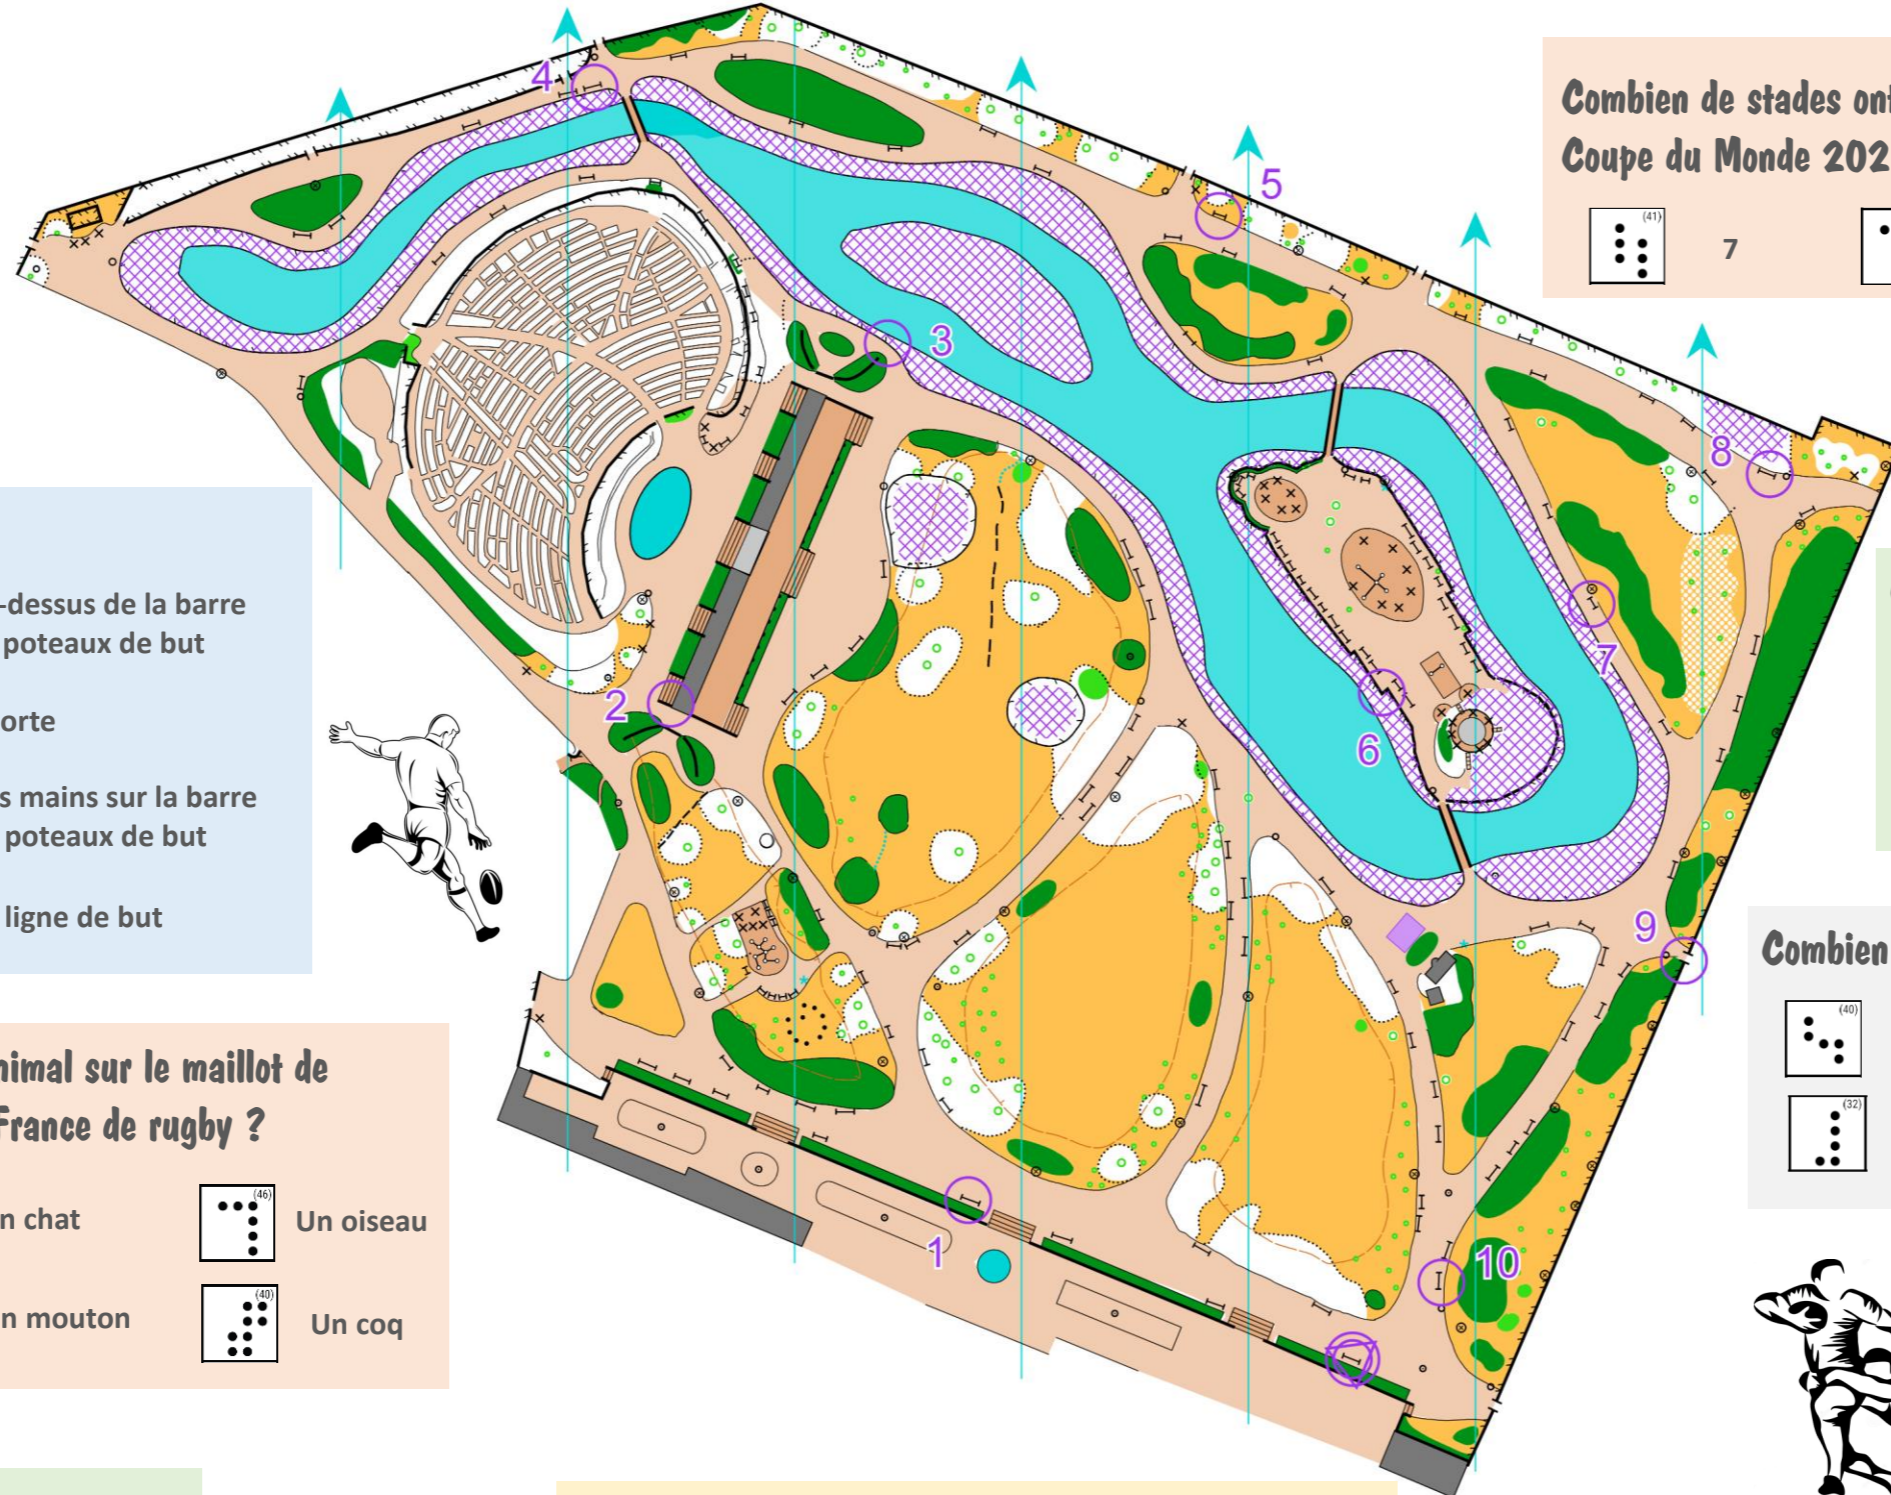 4
5
3
8
7
2
6
9
1
10
Combien de stades ont
Coupe du Monde 202
(41)
7
-dessus de la barre
poteaux de but
orte
s mains sur la barre
poteaux de but
ligne de but
nimal sur le maillot de
France de rugby ?
n chat
(46)
Un oiseau
n mouton
(40)
Un coq
Combien
(40)
(32)